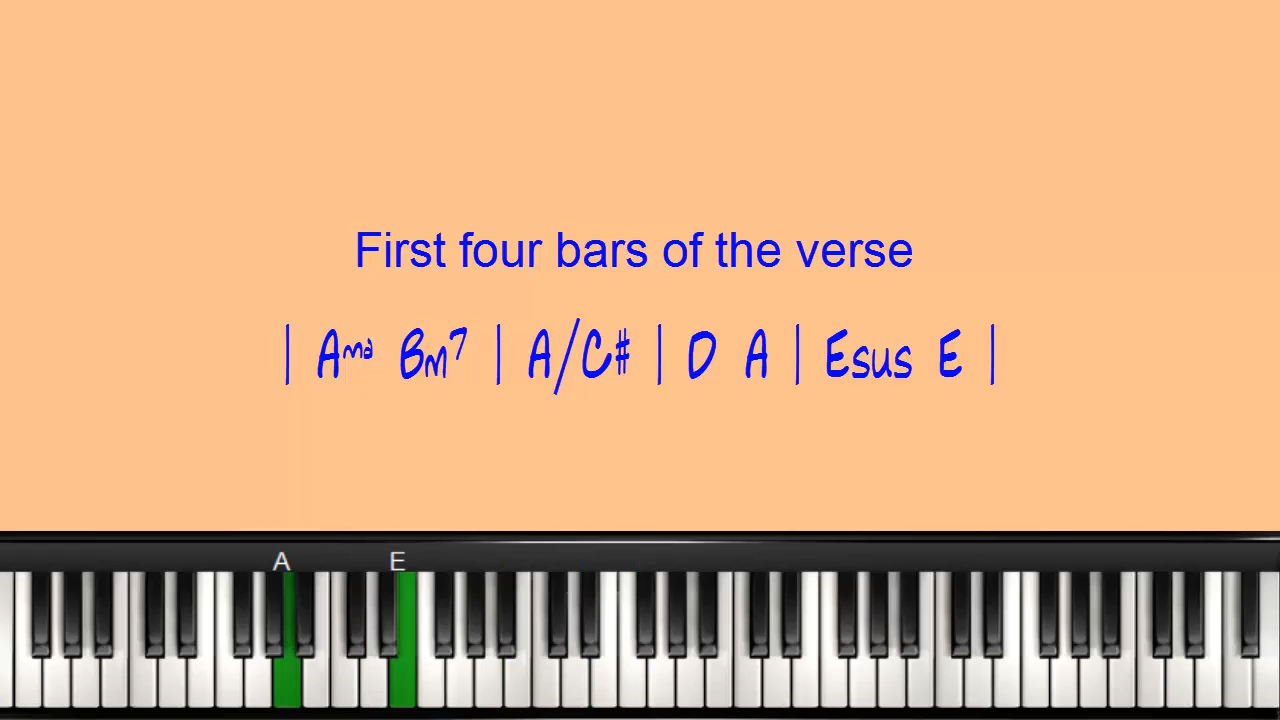 First four bars of the verse
| Ama Bm7 | A/C# | D A | Esus E |
A E